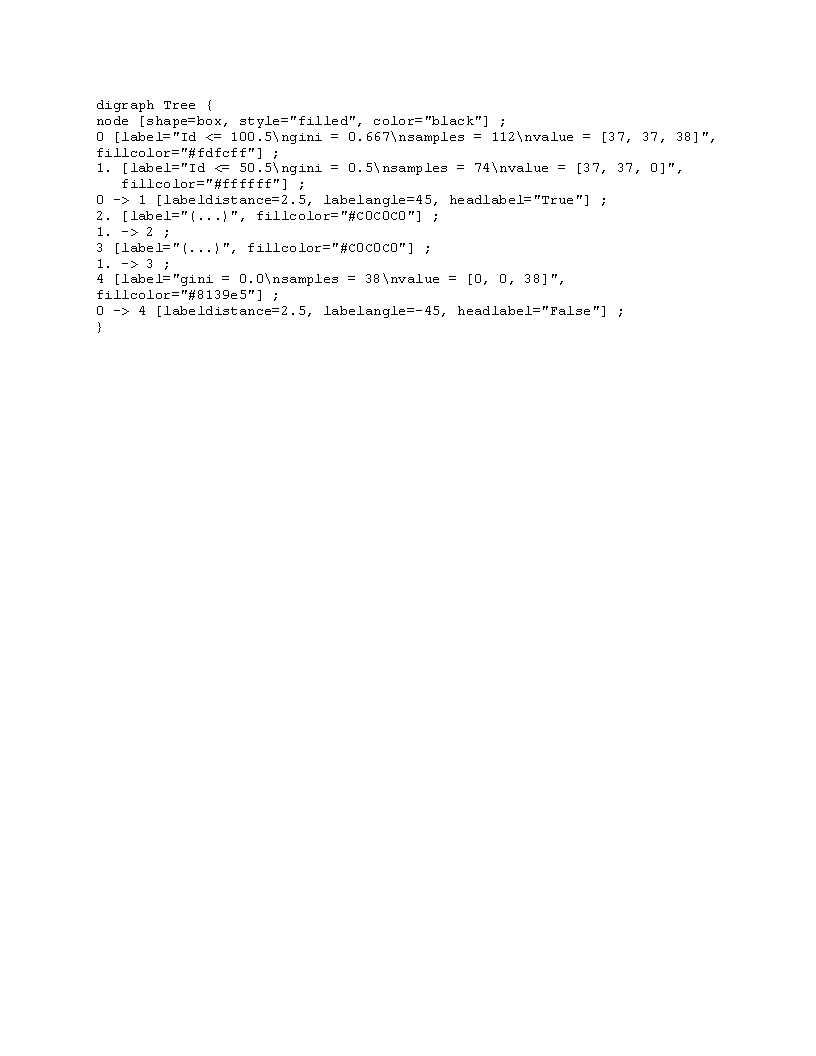 digraph Tree {
node [shape=box, style="filled", color="black"] ;
0 [label="Id <= 100.5\ngini = 0.667\nsamples = 112\nvalue = [37, 37, 38]",
fillcolor="#fdfcff"] ;
1. [label="Id <= 50.5\ngini = 0.5\nsamples = 74\nvalue = [37, 37, 0]",
fillcolor="#ffffff"] ;
0 -> 1 [labeldistance=2.5, labelangle=45, headlabel="True"] ;
2. [label="(...)", fillcolor="#C0C0C0"] ;
1. -> 2 ;
3 [label="(...)", fillcolor="#C0C0C0"] ;
1. -> 3 ;
4 [label="gini = 0.0\nsamples = 38\nvalue = [0, 0, 38]",
fillcolor="#8139e5"] ;
0 -> 4 [labeldistance=2.5, labelangle=-45, headlabel="False"] ;
}